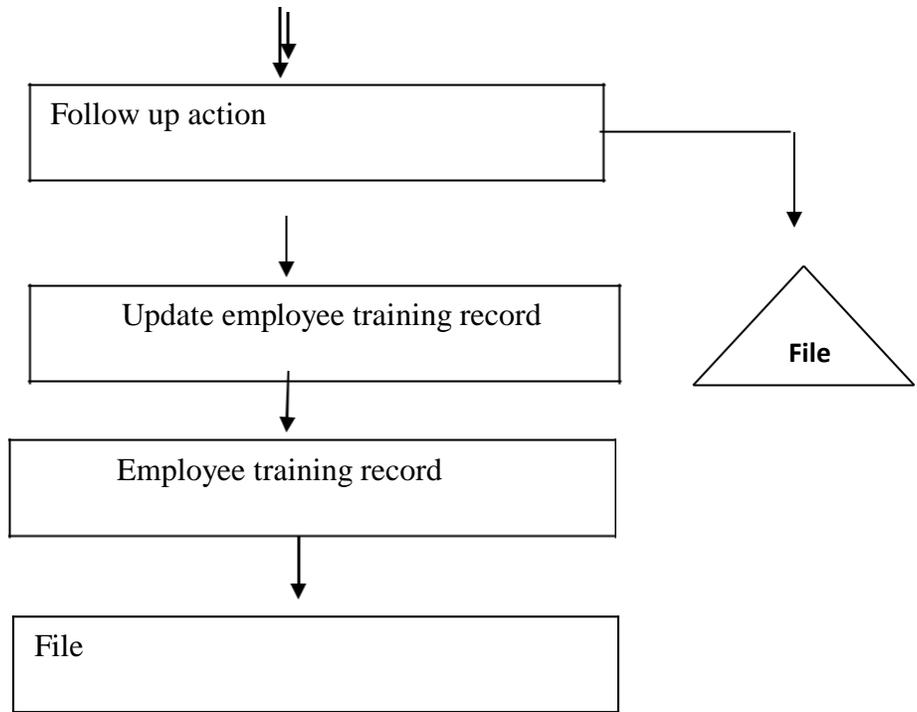 Follow up action
Update employee training record
File
Employee training record
File